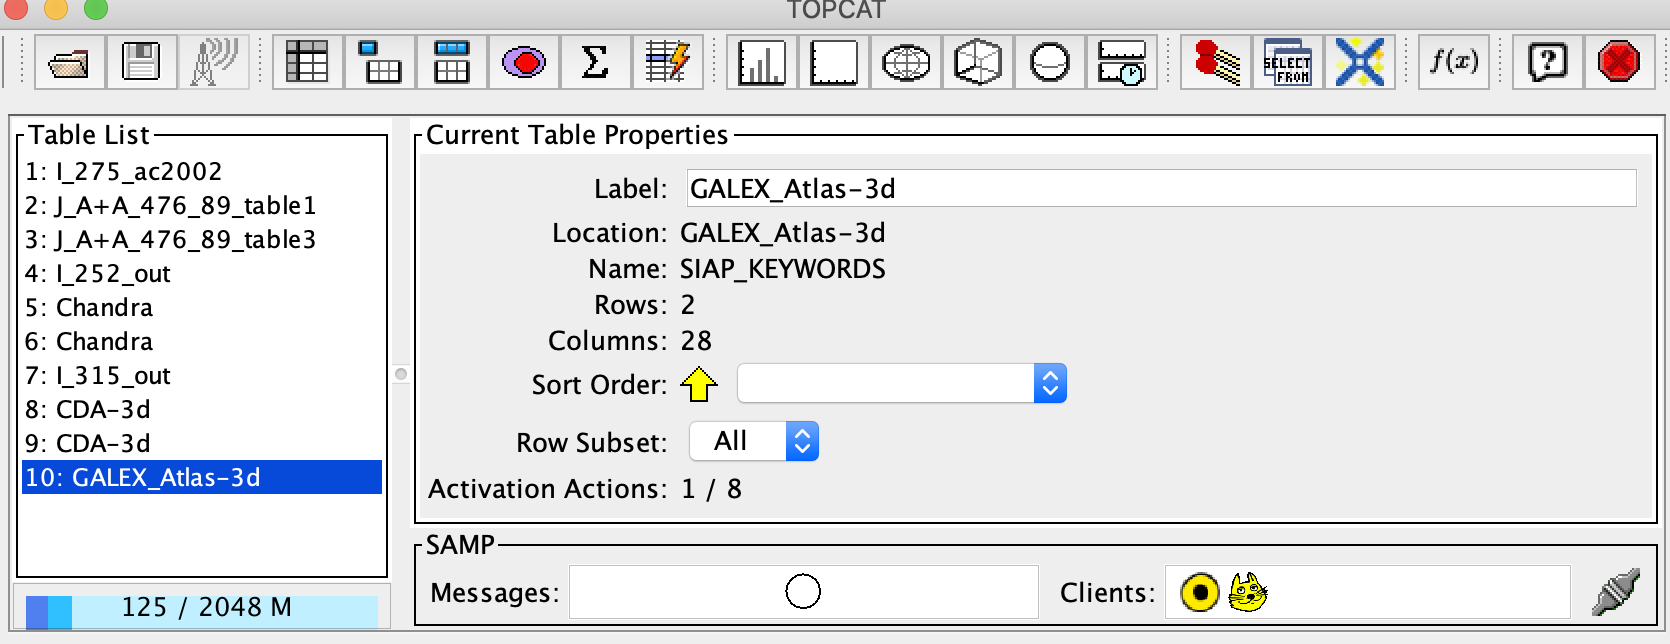 TOPCAT
SELECT
FROM
f(x)
?
Table List
1: I_275_ac2002
2: J_A+A_476_89_table1
3: J_A+A_476_89_table3
4: I_252_out
5: Chandra
6: Chandra
7: I_315_out
8: CDA-3d
9: CDA-3d
10: GALEX_Atlas-3d
125 / 2048 M
Current Table Properties
Label: GALEX_Atlas-3d
Location: GALEX_Atlas-3d
Name: SIAP_KEYWORDS
Rows: 2
Columns: 28
Sort Order:
Row Subset: All
Activation Actions: 1 / 8
SAMP
Messages:
Clients: